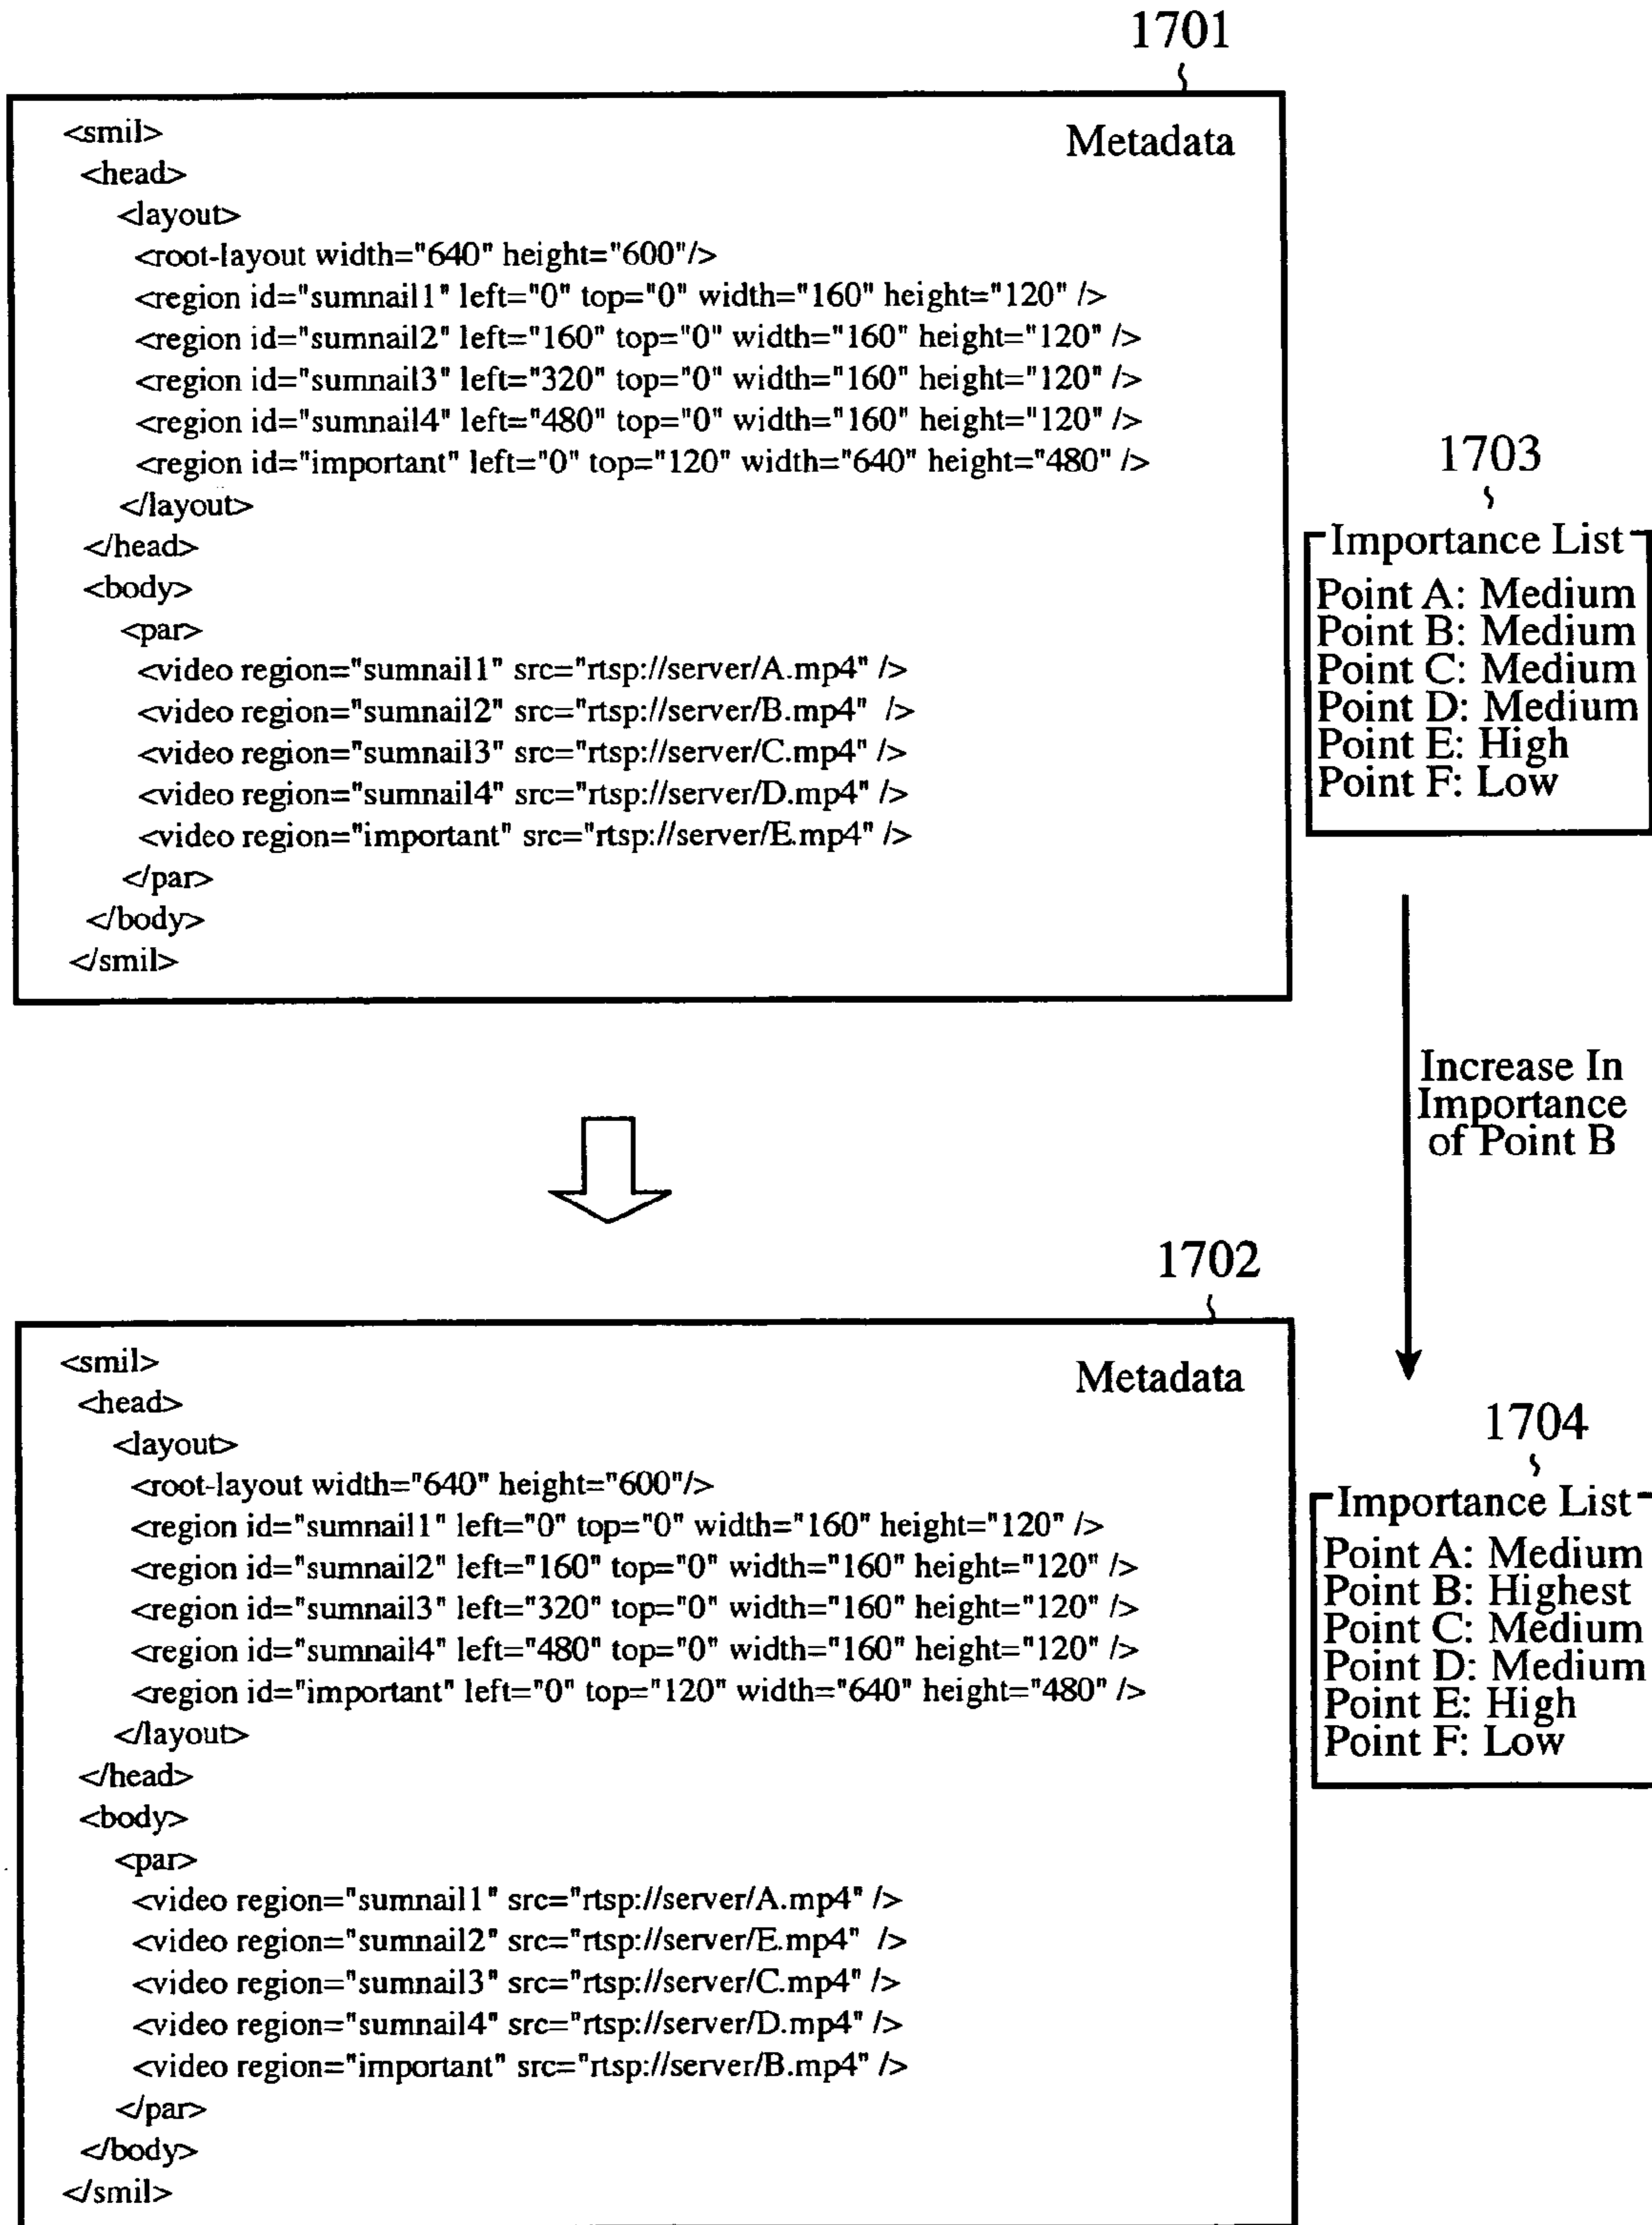 1701
Metadata
<smil>
<head>
<layout>
<root-layout width="640" height="600"/>
<region id="sumnail1" left="0" top="0" width="160" height="120" />
<region id="sumnail2" left="160" top="0" width="160" height="120" />
<region id="sumnail3" left="320" top="0" width="160" height="120" />
<region id="sumnail4" left="480" top="0" width="160" height="120" />
<region id="important" left="0" top="120" width="640" height="480" />
</layout>
</head>
<body>
<par>
<video region="sumnail1" src="rtsp://server/A.mp4" />
<video region="sumnail2" src="rtsp://server/B.mp4" />
<video region="sumnail3" src="rtsp://server/C.mp4" />
<video region="sumnail4" src="rtsp://server/D.mp4" />
<video region="important" src="rtsp://server/E.mp4" />
</par>
</body>
</smil>
1703
Importance List
Point A: Medium
Point B: Medium
Point C: Medium
Point D: Medium
Point E: High
Point F: Low
Increase In
Importance
of Point B
1702
Metadata
<smil>
<head>
<layout>
<root-layout width="640" height="600"/>
<region id="sumnail1" left="0" top="0" width="160" height="120" />
<region id="sumnail2" left="160" top="0" width="160" height="120" />
<region id="sumnail3" left="320" top="0" width="160" height="120" />
<region id="sumnail4" left="480" top="0" width="160" height="120" />
<region id="important" left="0" top="120" width="640" height="480" />
</layout>
</head>
<body>
<par>
<video region="sumnail1" src="rtsp://server/A.mp4" />
<video region="sumnail2" src="rtsp://server/E.mp4" />
<video region="sumnail3" src="rtsp://server/C.mp4" />
<video region="sumnail4" src="rtsp://server/D.mp4" />
<video region="important" src="rtsp://server/B.mp4" />
</par>
</body>
</smil>
1704
Importance List
Point A: Medium
Point B: Highest
Point C: Medium
Point D: Medium
Point E: High
Point F: Low